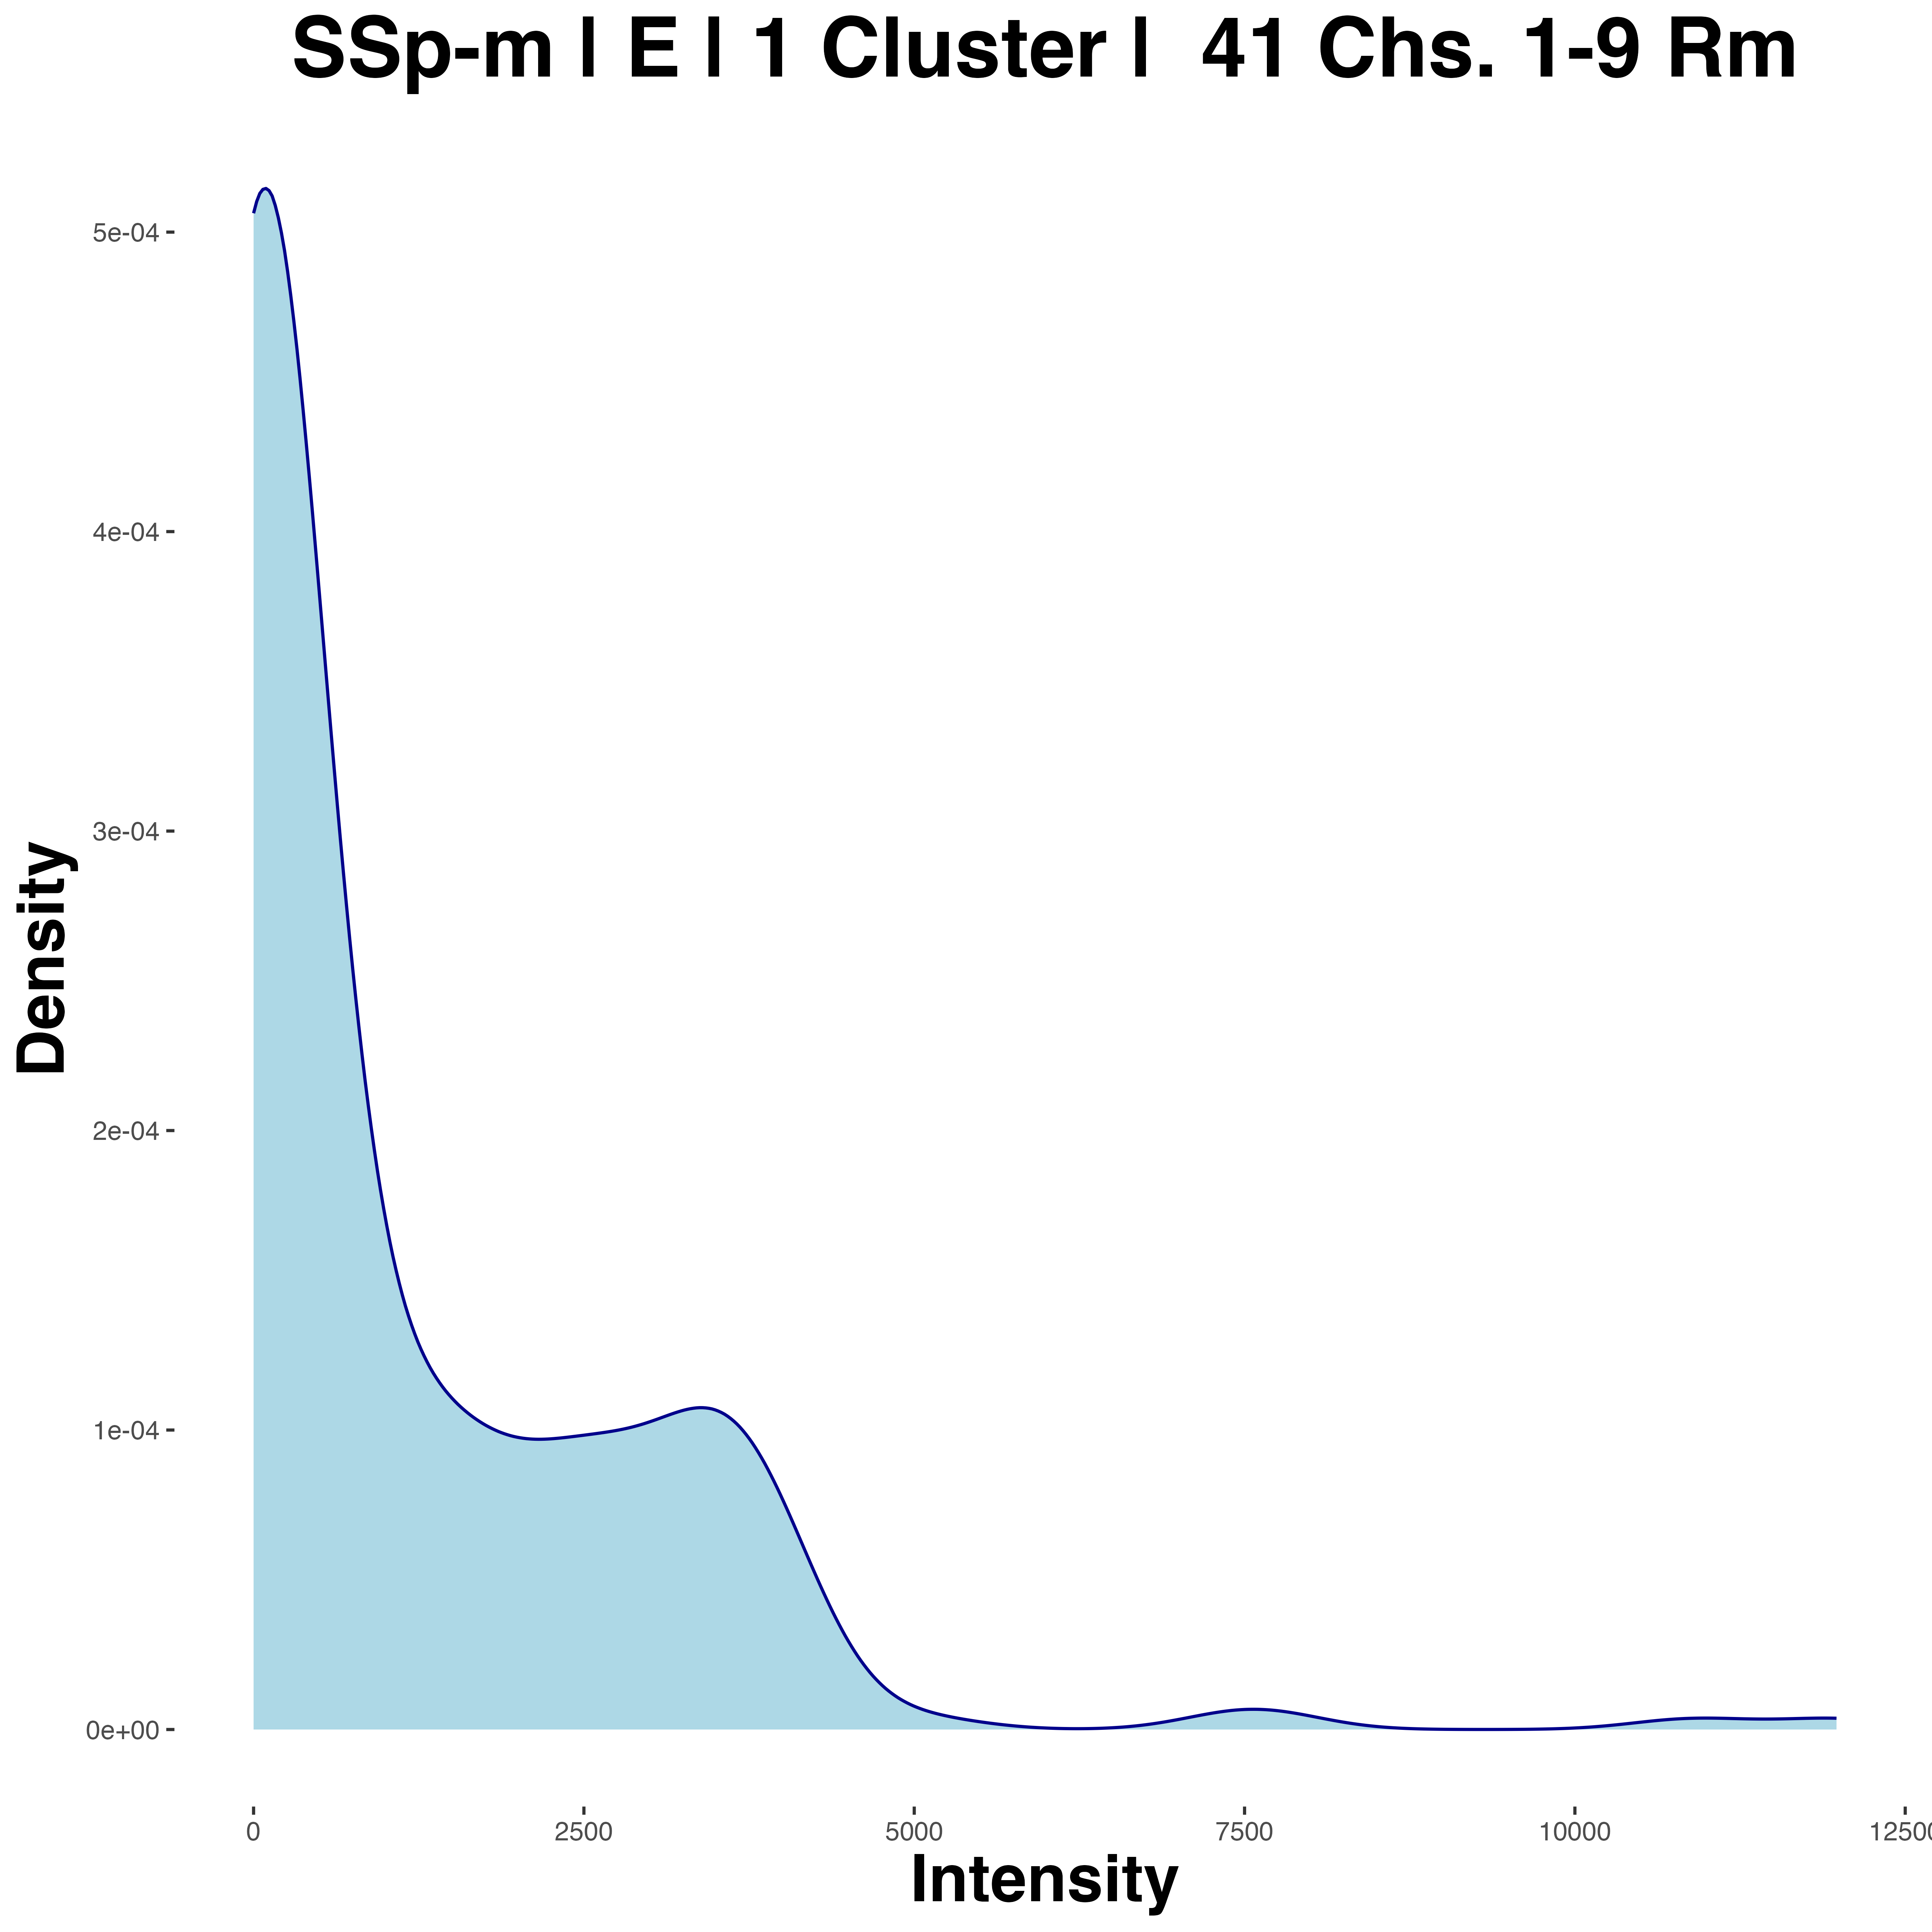 SSp-m | E | 1 Cluster |  41 Chs. 1-9 Rm
5e-04
4e-04
3e-04
2e-04
1e-04
0e+00
Density
0 2500 5000 7500 10000 12500
Intensity